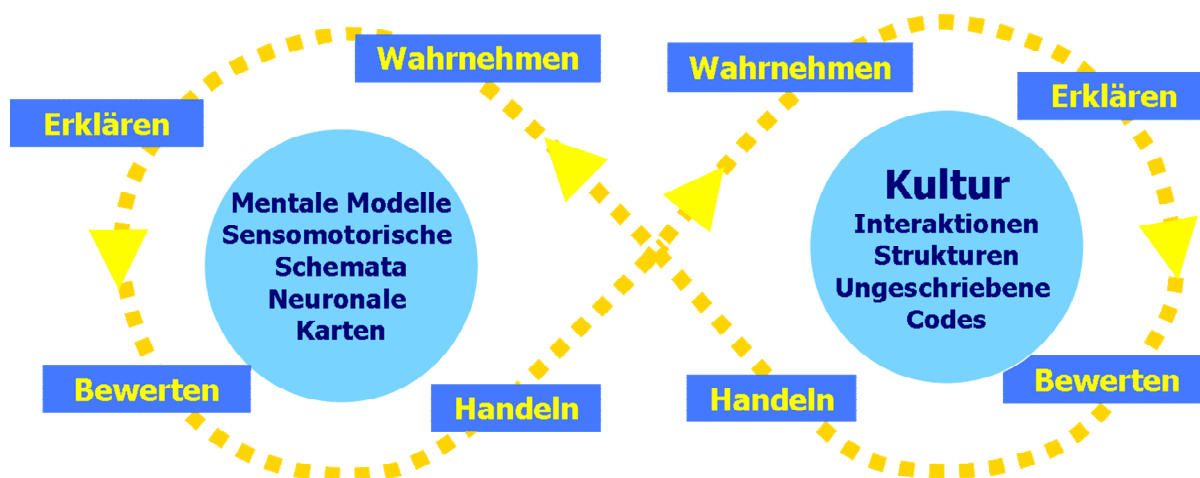 Wahrnehmen
Erklären
Mentale Modelle
Sensomotorische
Schemata
Neuronale
Karten
Bewerten
Handeln
Wahrnehmen
Erklären
Kultur
Interaktionen
Strukturen
Ungeschriebene
Codes
Bewerten
Handeln